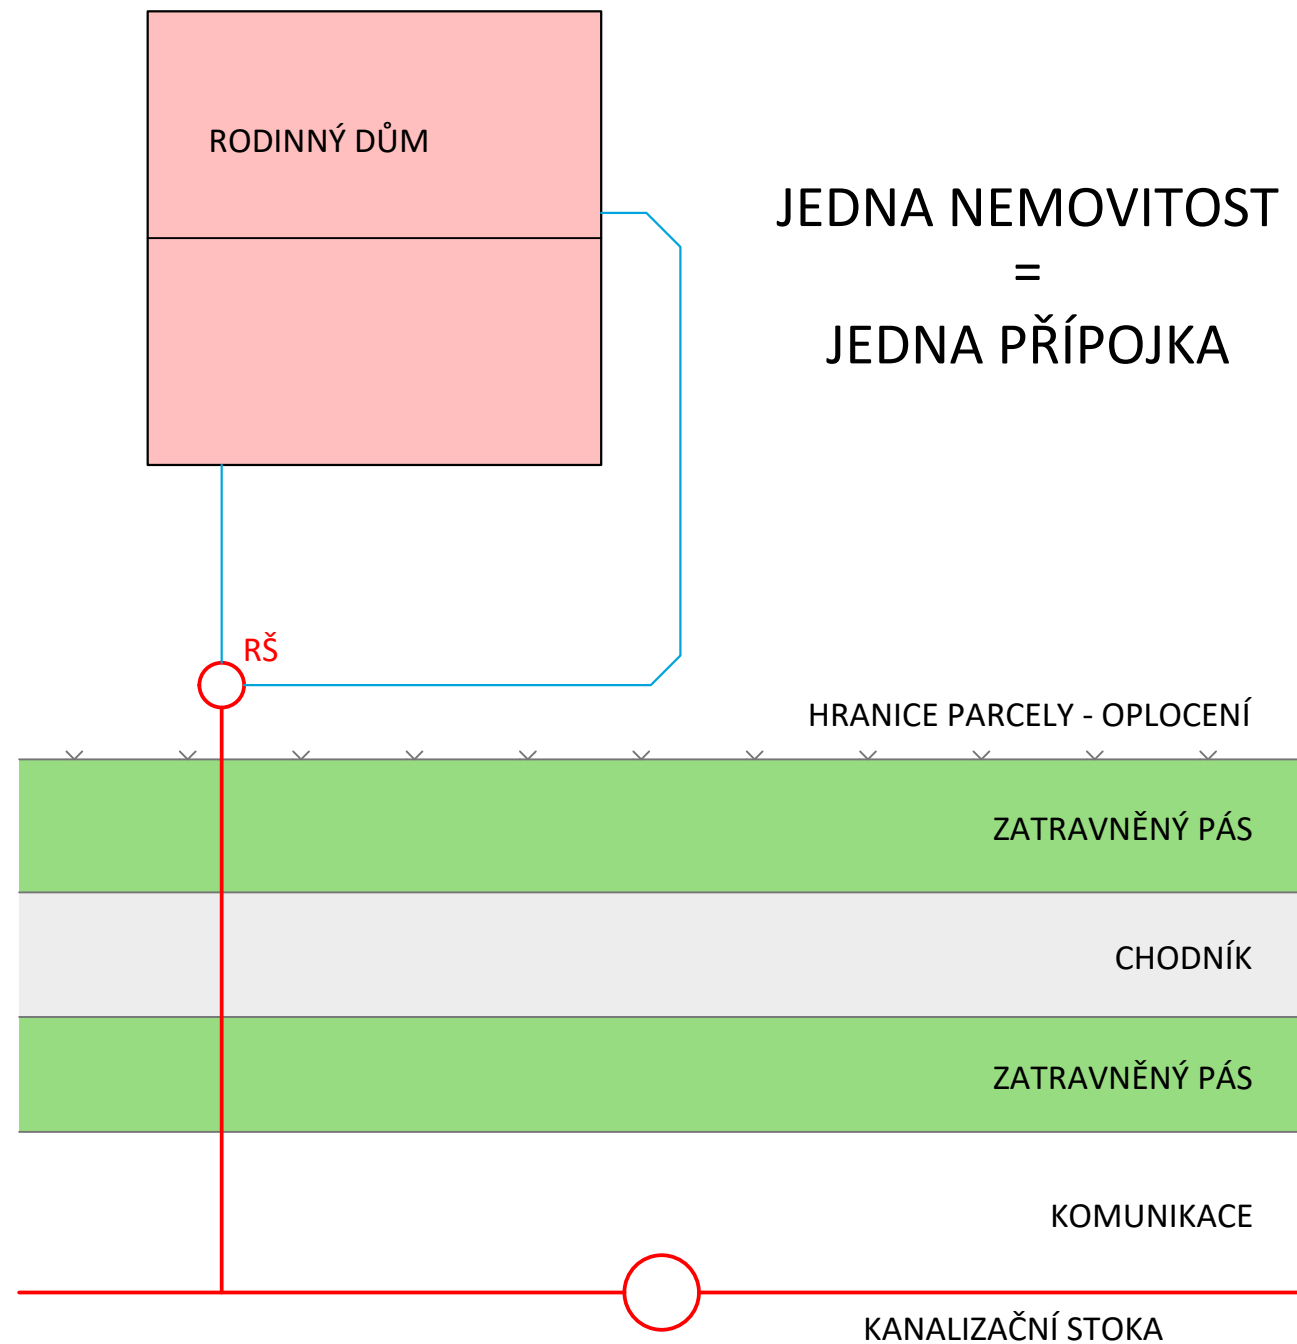 RODINNÝ DŮM
JEDNA NEMOVITOST
=
JEDNA PŘÍPOJKA
RŠ
HRANICE PARCELY - OPLOCENÍ
ZATRAVNĚNÝ PÁS
CHODNÍK
ZATRAVNĚNÝ PÁS
KOMUNIKACE
KANALIZAČNÍ STOKA